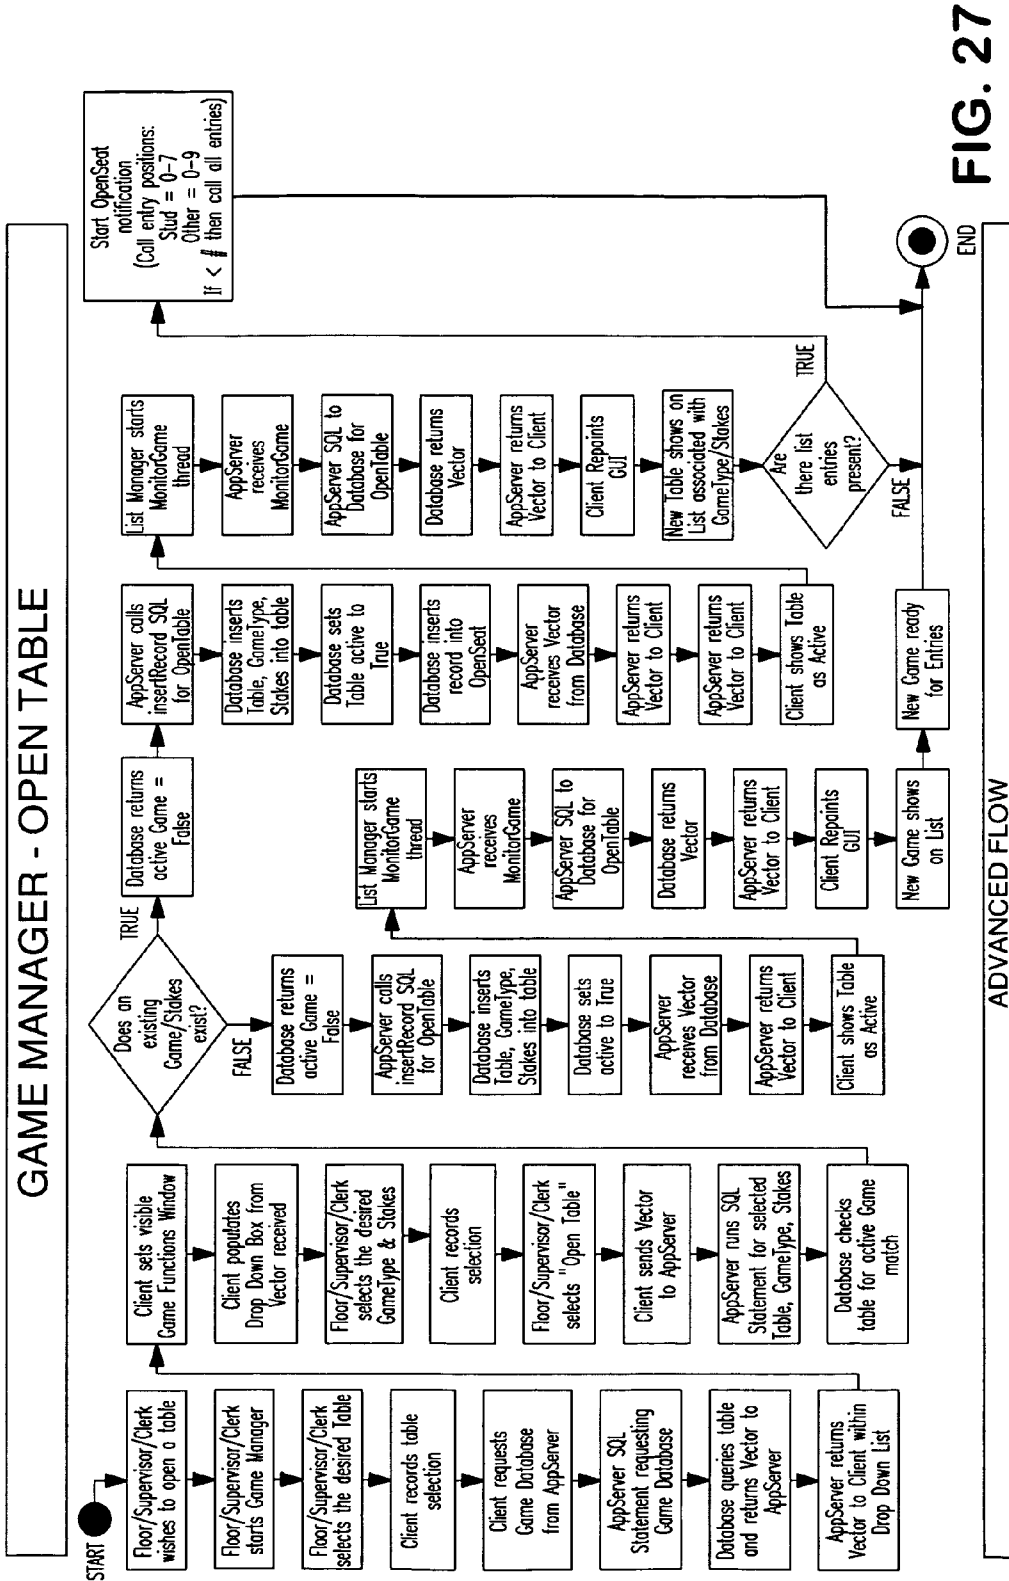 GAME MANAGER - OPEN TABLE
START
Floor/Supervisor/Clerk
wishes to open a table
Floor/Supervisor/Clerk
starts Game Manager
Floor/Supervisor/Clerk
selects the desired Table
Client records table
selection
Client requests
Game Database
from AppServer
AppServer SQL
Statement requesting
Game Database
Database queries table
and returns Vector to
AppServer
AppServer returns
Vector to Client within
Drop Down List
Client sets visible
Game Functions Window
Client populates
Drop Down Box from
Vector received
Floor/Supervisor/Clerk
selects the desired
GameType & Stakes
Client records
selection
Floor/Supervisor/Clerk
selects "Open Table"
Client sends Vector
to AppServer
AppServer runs SQL
Statement for selected
Table, GameType, Stakes
Database checks
table for active Game
match
Does an
existing
Game/Stakes
exist?
TRUE
FALSE
Database returns
active Game =
False
AppServer calls
insertRecord SQL
for OpenTable
Database inserts
Table, GameType,
Stakes into table
Database sets
active to True
AppServer
receives Vector
from Database
AppServer returns
Vector to Client
Client shows Table
as Active
List Manager starts
MonitorGame
thread
AppServer
receives
MonitorGame
AppServer SQL to
Database for
OpenTable
Database returns
Vector
AppServer returns
Vector to Client
Client Repaints
GUI
New Game shows
on List
New Game ready
for Entries
Database returns
active Game =
False
AppServer calls
insertRecord SQL
for OpenTable
Database inserts
Table, GameType,
Stakes into table
Database sets
Table active to
True
Database inserts
record into
OpenSeat
AppServer
receives Vector
from Database
AppServer returns
Vector to Client
AppServer returns
Vector to Client
Client shows Table
as Active
List Manager starts
MonitorGame
thread
AppServer
receives
MonitorGame
AppServer SQL to
Database for
OpenTable
Database returns
Vector
AppServer returns
Vector to Client
Client Repaints
GUI
New Table shows on
List associated with
GameType/Stakes
Are
there list
entries
present?
TRUE
FALSE
Start OpenSeat
notification
(Call entry positions:
Stud = 0-7
Other = 0-9
If < # then call all entries)
END
ADVANCED FLOW
FIG. 27